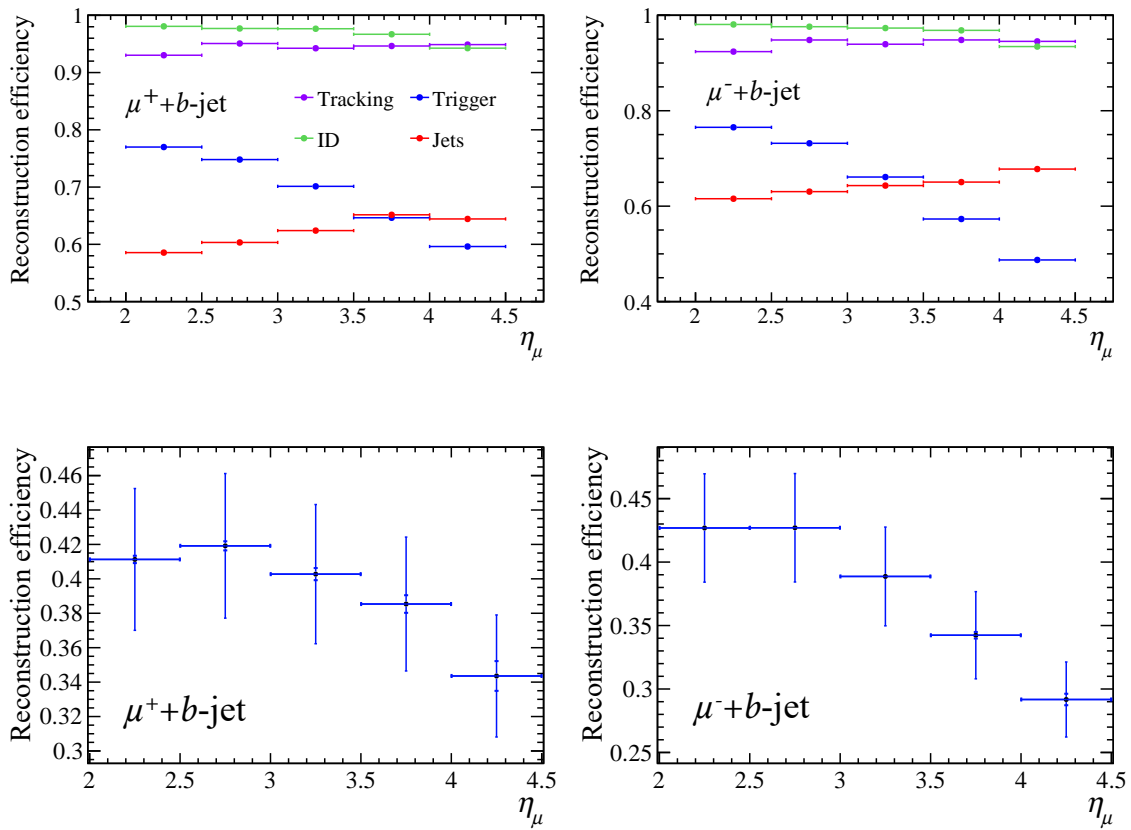 Reconstruction efficiency
1
0.9
0.8
0.7
0.6
0.5
μ⁺+b-jet
Tracking
Trigger
ID
Jets
2 2.5 3 3.5 4 4.5
η_μ
Reconstruction efficiency
1
0.8
0.6
0.4
μ⁻+b-jet
2 2.5 3 3.5 4 4.5
η_μ
Reconstruction efficiency
0.46
0.44
0.42
0.4
0.38
0.36
0.34
0.32
0.3
μ⁺+b-jet
2 2.5 3 3.5 4 4.5
η_μ
Reconstruction efficiency
0.45
0.4
0.35
0.3
0.25
μ⁻+b-jet
2 2.5 3 3.5 4 4.5
η_μ